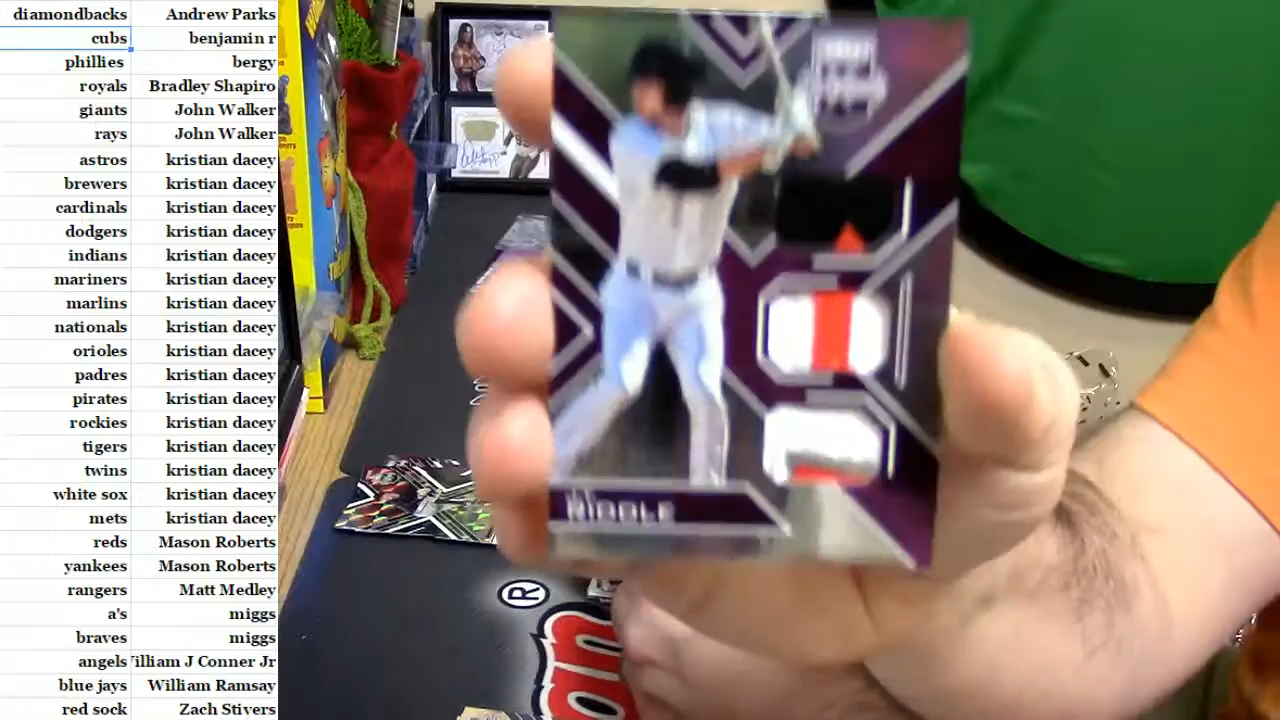 diamondbacks Andrew Parks
cubs benjamin r
phillies bergy
royals Bradley Shapiro
giants John Walker
rays John Walker
astros kristian dacey
brewers kristian dacey
cardinals kristian dacey
dodgers kristian dacey
indians kristian dacey
mariners kristian dacey
marlins kristian dacey
nationals kristian dacey
orioles kristian dacey
padres kristian dacey
pirates kristian dacey
rockies kristian dacey
tigers kristian dacey
twins kristian dacey
white sox kristian dacey
mets kristian dacey
reds Mason Roberts
yankees Mason Roberts
rangers Matt Medley
a's miggs
braves miggs
angels illiam J Conner Jr
blue jays William Ramsay
red sock Zach Stivers
®